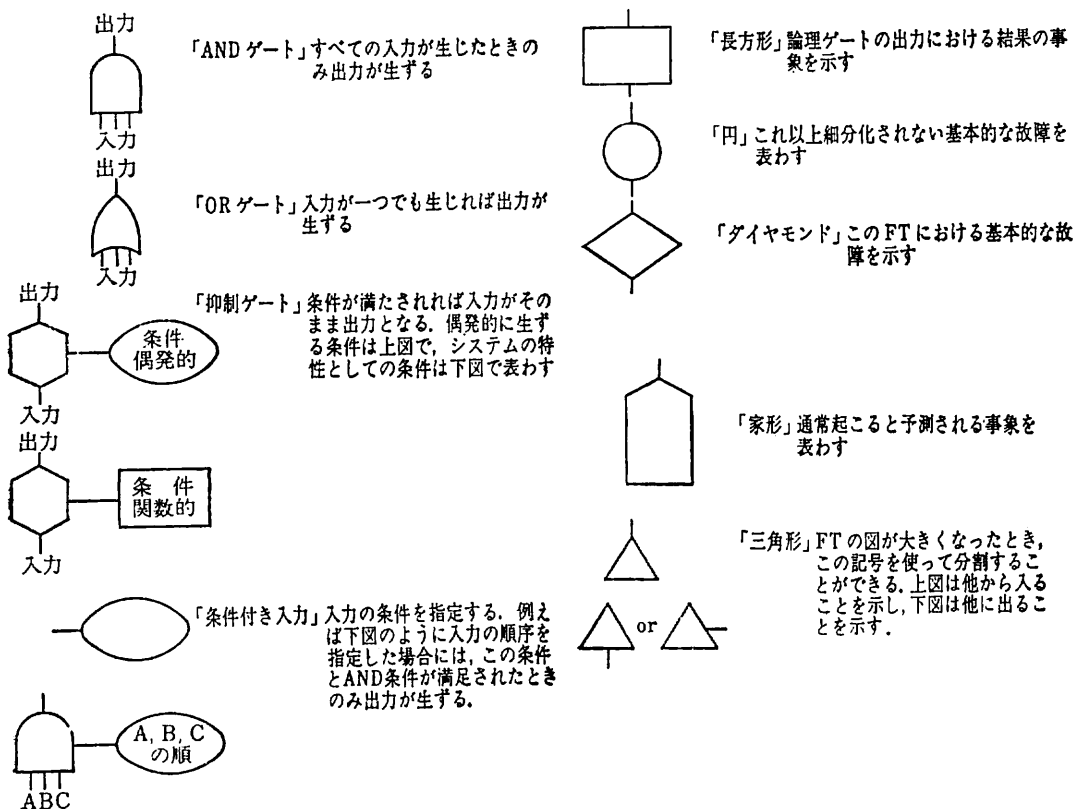 出力
「ANDゲート」すべての入力が生じたときの
み出力が生ずる
入力
出力
「ORゲート」入力が一つでも生じれば出力が
生ずる
入力
出力
「抑制ゲート」条件が満たされれば入力がその
まま出力となる.偶発的に生ず
る条件は上図で,システムの特
性としての条件は下図で表わす
条件
偶発的
入力
出力
条 件
関数的
入力
「条件付き入力」入力の条件を指定する.例え
ば下図のように入力の順序を
指定した場合には,この条件
とAND条件が満足されたとき
のみ出力が生ずる.
A, B, C
の順
ABC
「長方形」論理ゲートの出力における結果の事
象を示す
「円」これ以上細分化されない基本的な故障を
表わす
「ダイヤモンド」このFTにおける基本的な故
障を示す
「家形」通常起こると予測される事象を
表わす
「三角形」FTの図が大きくなったとき,
この記号を使って分割するこ
とができる.上図は他から入る
ことを示し,下図は他に出るこ
とを示す.
or